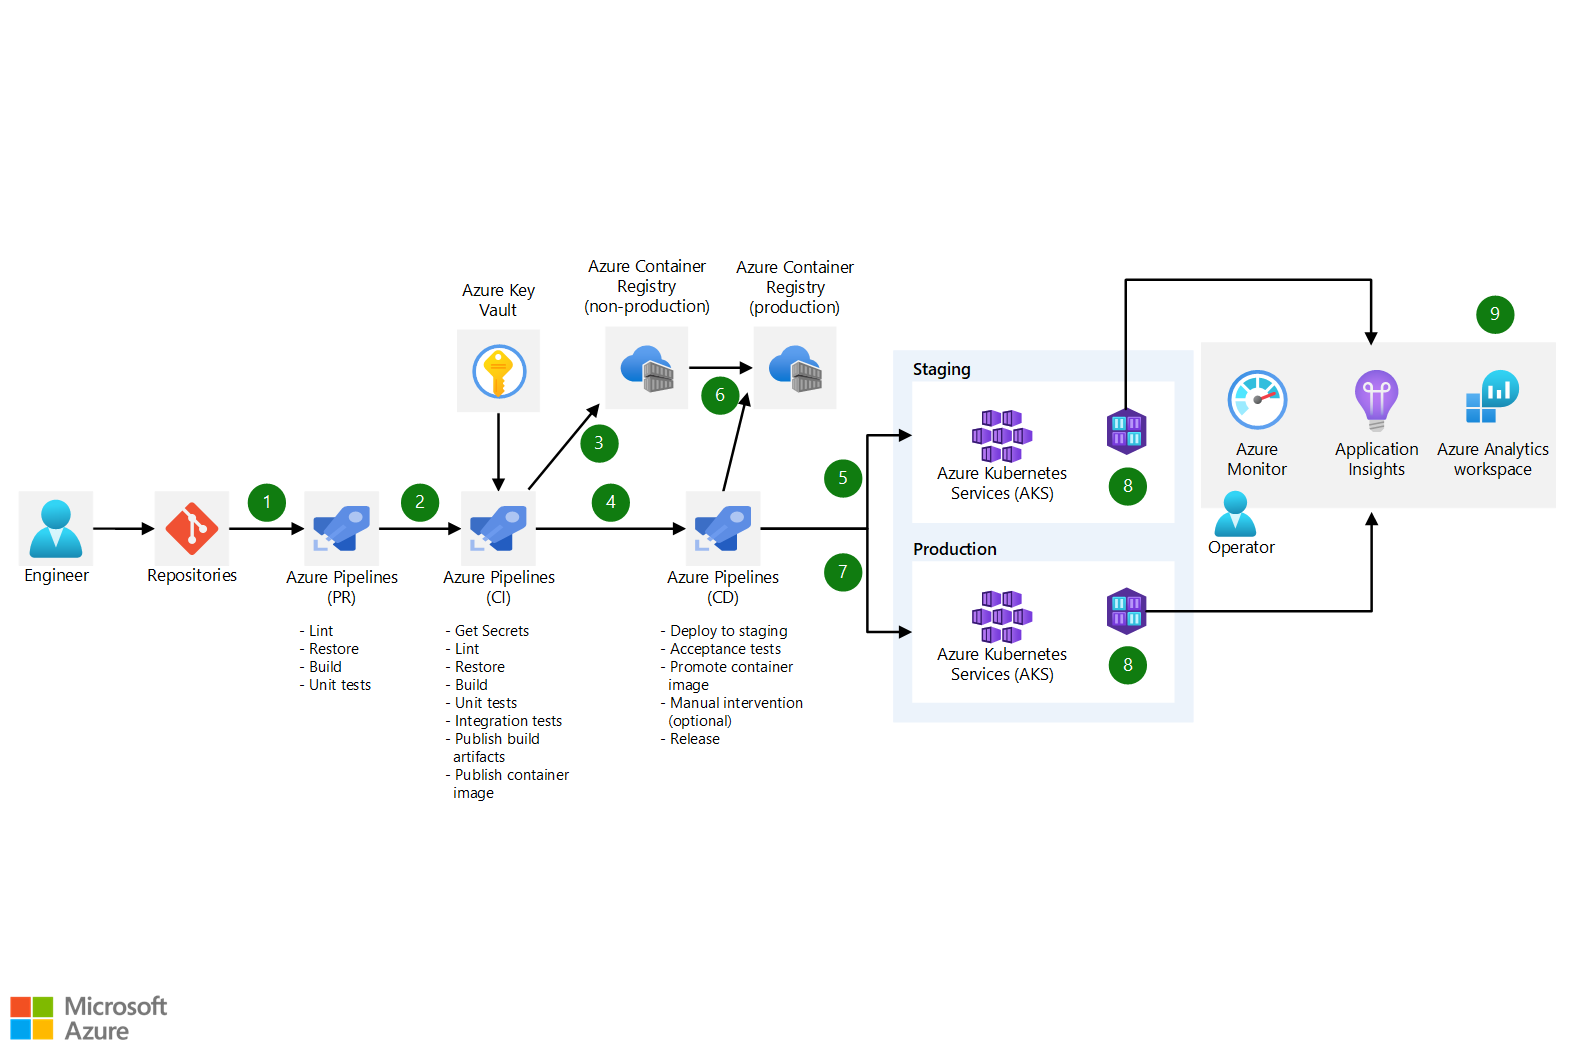 Azure Key
Vault
Azure Container
Registry
(non-production)
Azure Container
Registry
(production)
9
6
3
Staging
Azure Kubernetes
Services (AKS)
8
Azure
Monitor
Application
Insights
Azure Analytics
workspace
Operator
1
2
4
5
7
Engineer
Repositories
Azure Pipelines
(PR)
- Lint
- Restore
- Build
- Unit tests
Azure Pipelines
(CI)
- Get Secrets
- Lint
- Restore
- Build
- Unit tests
- Integration tests
- Publish build
artifacts
- Publish container
image
Azure Pipelines
(CD)
- Deploy to staging
- Acceptance tests
- Promote container
image
- Manual intervention
(optional)
- Release
Production
Azure Kubernetes
Services (AKS)
8
Microsoft
Azure